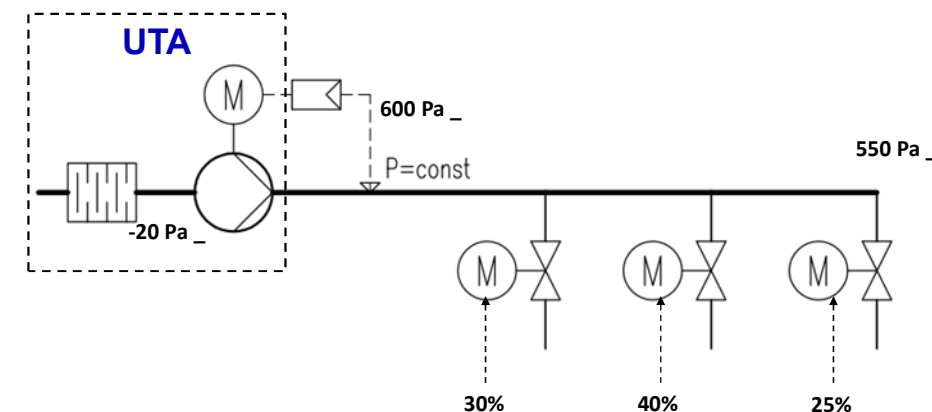 UTA
M
600 Pa _
P=const
550 Pa _
-20 Pa _
M
M
M
30%
40%
25%